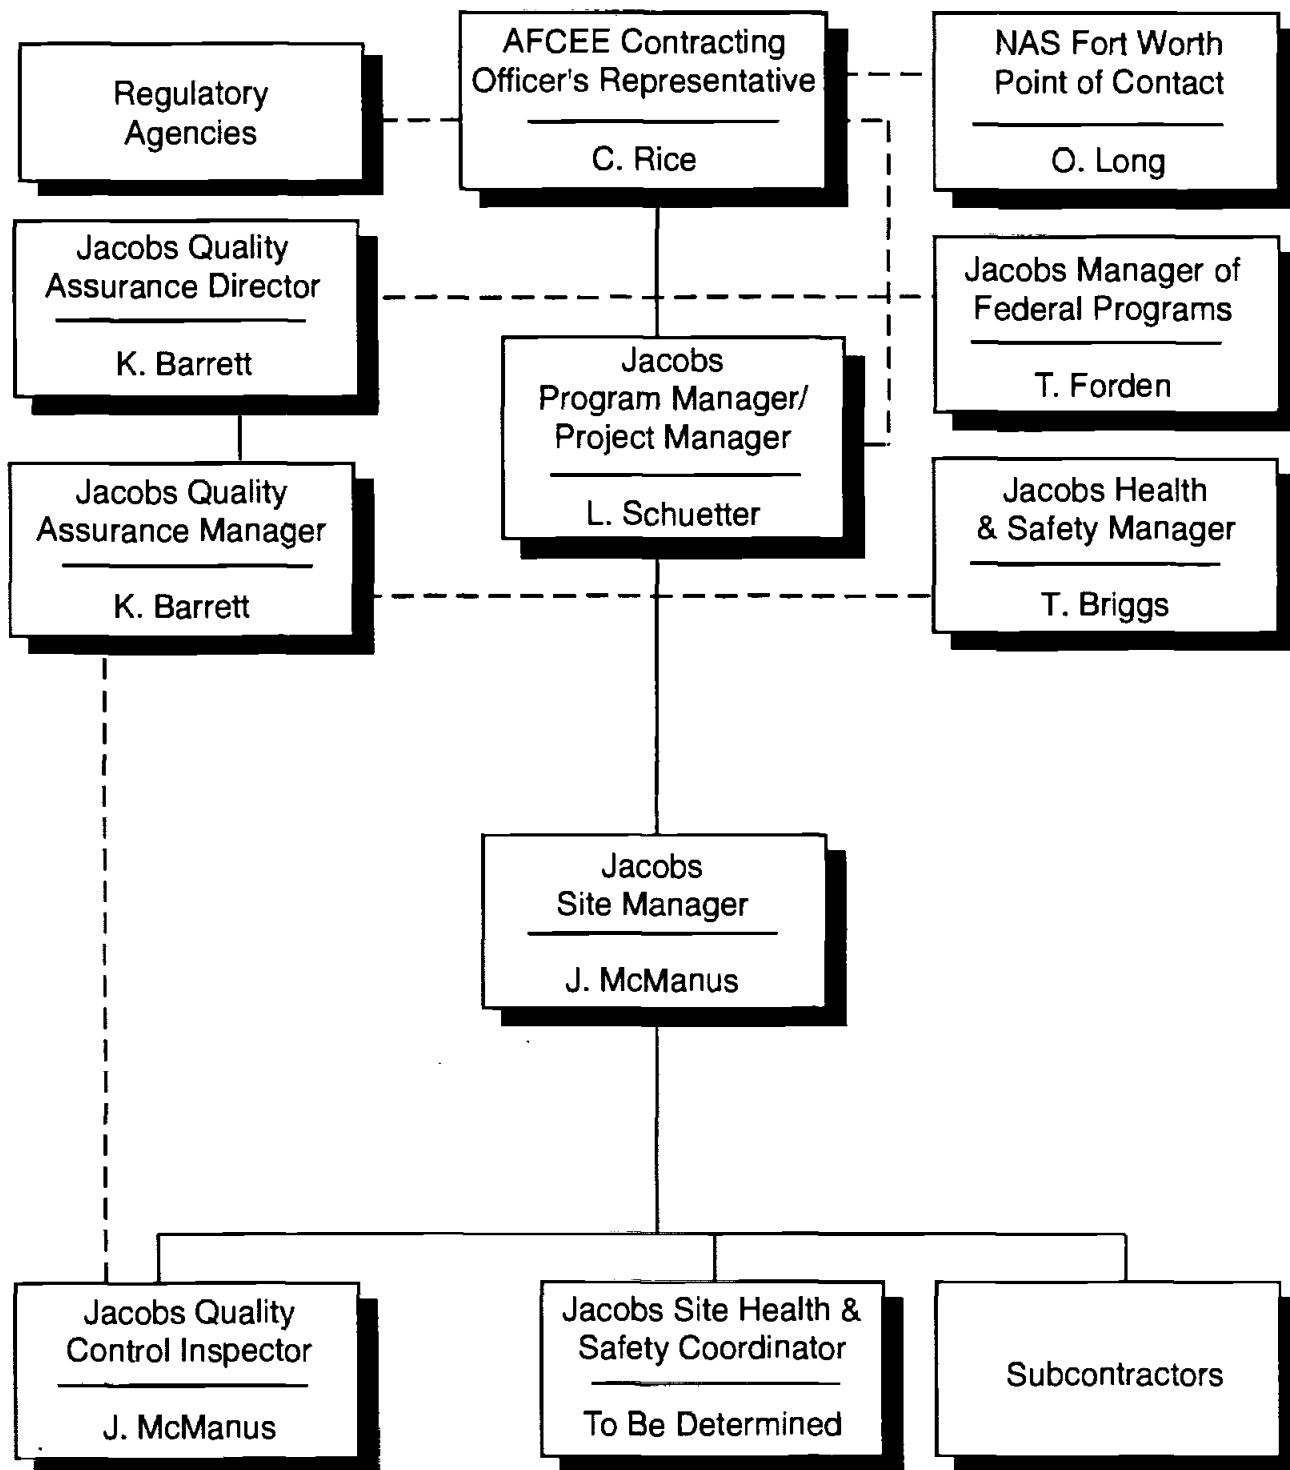 Regulatory
Agencies
AFCEE Contracting
Officer's Representative
C. Rice
NAS Fort Worth
Point of Contact
O. Long
Jacobs Quality
Assurance Director
K. Barrett
Jacobs
Program Manager/
Project Manager
L. Schuetter
Jacobs Manager of
Federal Programs
T. Forden
Jacobs Quality
Assurance Manager
K. Barrett
Jacobs Health
& Safety Manager
T. Briggs
Jacobs
Site Manager
J. McManus
Jacobs Quality
Control Inspector
J. McManus
Jacobs Site Health &
Safety Coordinator
To Be Determined
Subcontractors